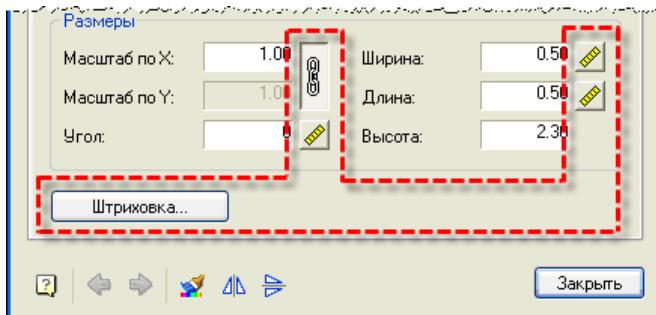 Размеры
Масштаб по X: 1.00 Ширина: 0.50
Масштаб по Y: 1.00 Длина: 0.50
Угол: 0 Высота: 2.30
Штриховка...
? Закрыть